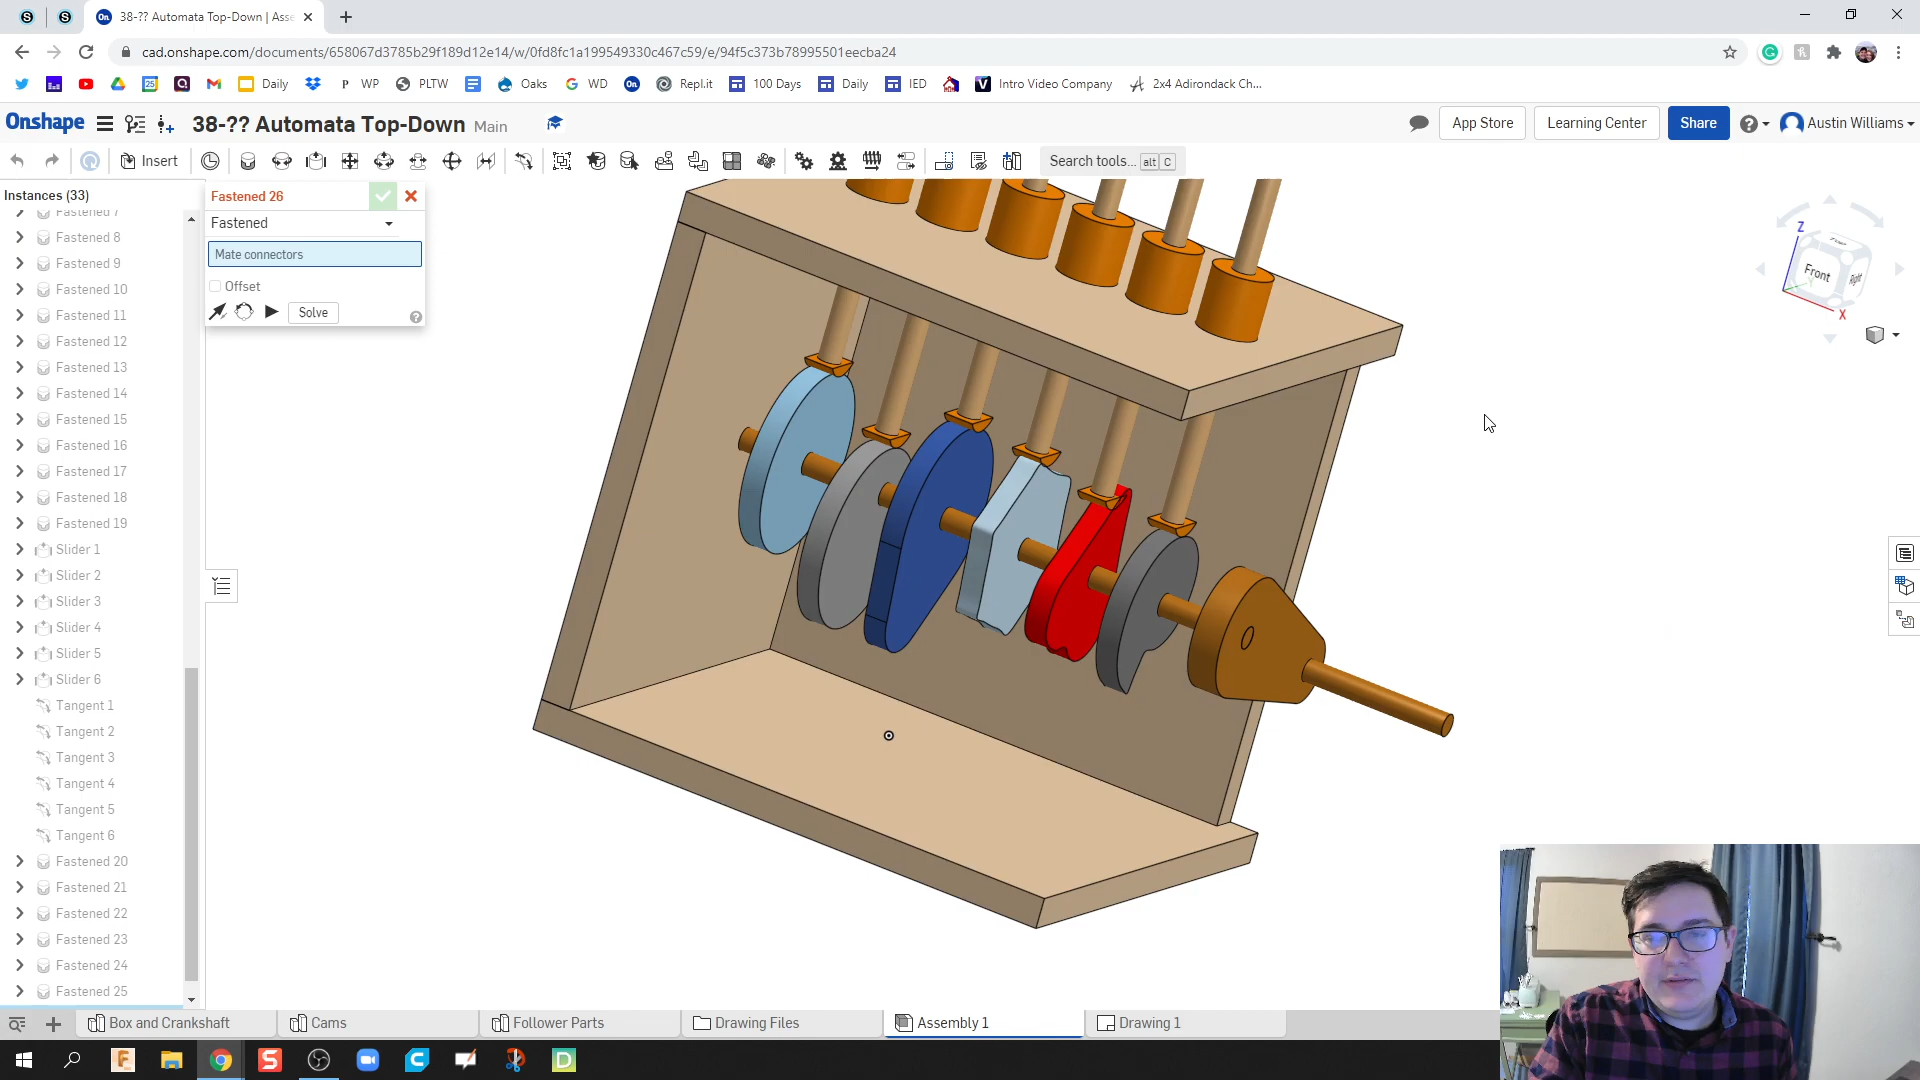 38-?? Automata Top-Down | Asse
cad.onshape.com/documents/658067d3785b29f189d12e14/w/0fd8fc1a199549330c467c59/e/94f5c373b78995501eecba24
Daily
P WP
PLTW
Oaks
WD
Repl.it
100 Days
Daily
IED
Intro Video Company
2x4 Adirondack Ch...
Onshape
38-?? Automata Top-Down Main
App Store
Learning Center
Share
Austin Williams
Insert
Search tools... alt C
Instances (33)
Fastened 7
Fastened 8
Fastened 9
Fastened 10
Fastened 11
Fastened 12
Fastened 13
Fastened 14
Fastened 15
Fastened 16
Fastened 17
Fastened 18
Fastened 19
Slider 1
Slider 2
Slider 3
Slider 4
Slider 5
Slider 6
Tangent 1
Tangent 2
Tangent 3
Tangent 4
Tangent 5
Tangent 6
Fastened 20
Fastened 21
Fastened 22
Fastened 23
Fastened 24
Fastened 25
Fastened 26
Fastened
Mate connectors
Offset
Solve
Z
Top
Front
Right
X
Box and Crankshaft
Cams
Follower Parts
Drawing Files
Assembly 1
Drawing 1